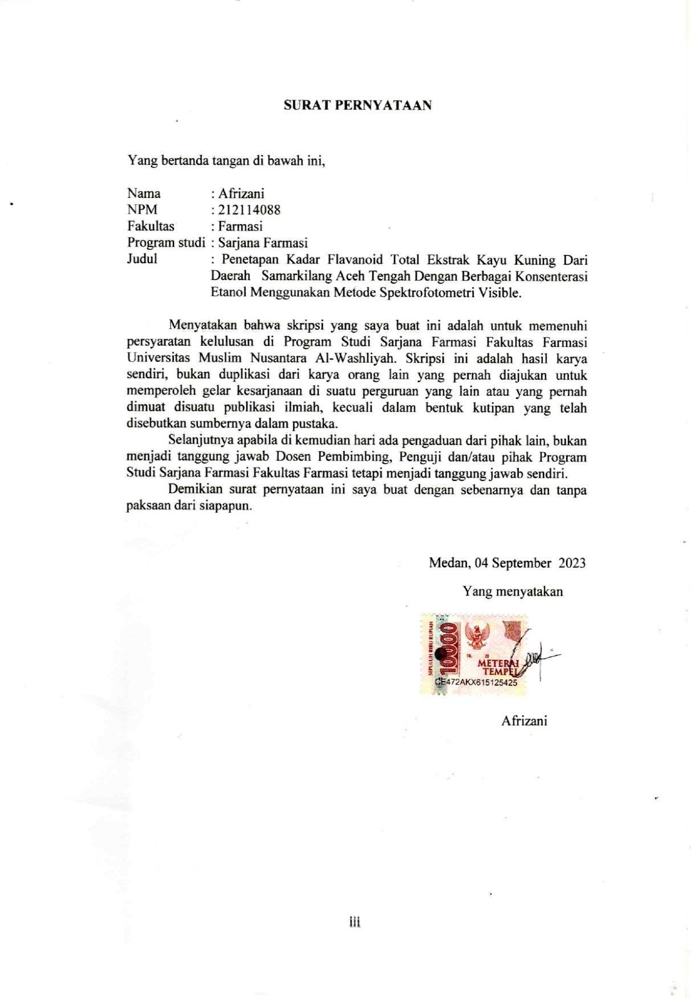 SURAT PERNYATAAN
Yang bertanda tangan di bawah ini,
Nama : Afrizani
NPM : 212114088
Fakultas : Farmasi
Program studi : Sarjana Farmasi
Judul : Penetapan Kadar Flavanoid Total Ekstrak Kayu Kuning Dari
Daerah Samarkilang Aceh Tengah Dengan Berbagai Konsenterasi
Etanol Menggunakan Metode Spektrofotometri Visible.
Menyatakan bahwa skripsi yang saya buat ini adalah untuk memenuhi
persyaratan kelulusan di Program Studi Sarjana Farmasi Fakultas Farmasi
Universitas Muslim Nusantara Al-Washliyah. Skripsi ini adalah hasil karya
sendiri, bukan duplikasi dari karya orang lain yang pernah diajukan untuk
memperoleh gelar kesarjanaan di suatu perguruan yang lain atau yang pernah
dimuat disuatu publikasi ilmiah, kecuali dalam bentuk kutipan yang telah
disebutkan sumbernya dalam pustaka.
Selanjutnya apabila di kemudian hari ada pengaduan dari pihak lain, bukan
menjadi tanggung jawab Dosen Pembimbing, Penguji dan/atau pihak Program
Studi Sarjana Farmasi Fakultas Farmasi tetapi menjadi tanggung jawab sendiri.
Demikian surat pernyataan ini saya buat dengan sebenarnya dan tanpa
paksaan dari siapapun.
Medan, 04 September 2023
Yang menyatakan
SEPULUH RIBU RUPIAH
10000
TGL. 20
METERAI
TEMPEL
CE472AKX615125425
Afrizani
iii